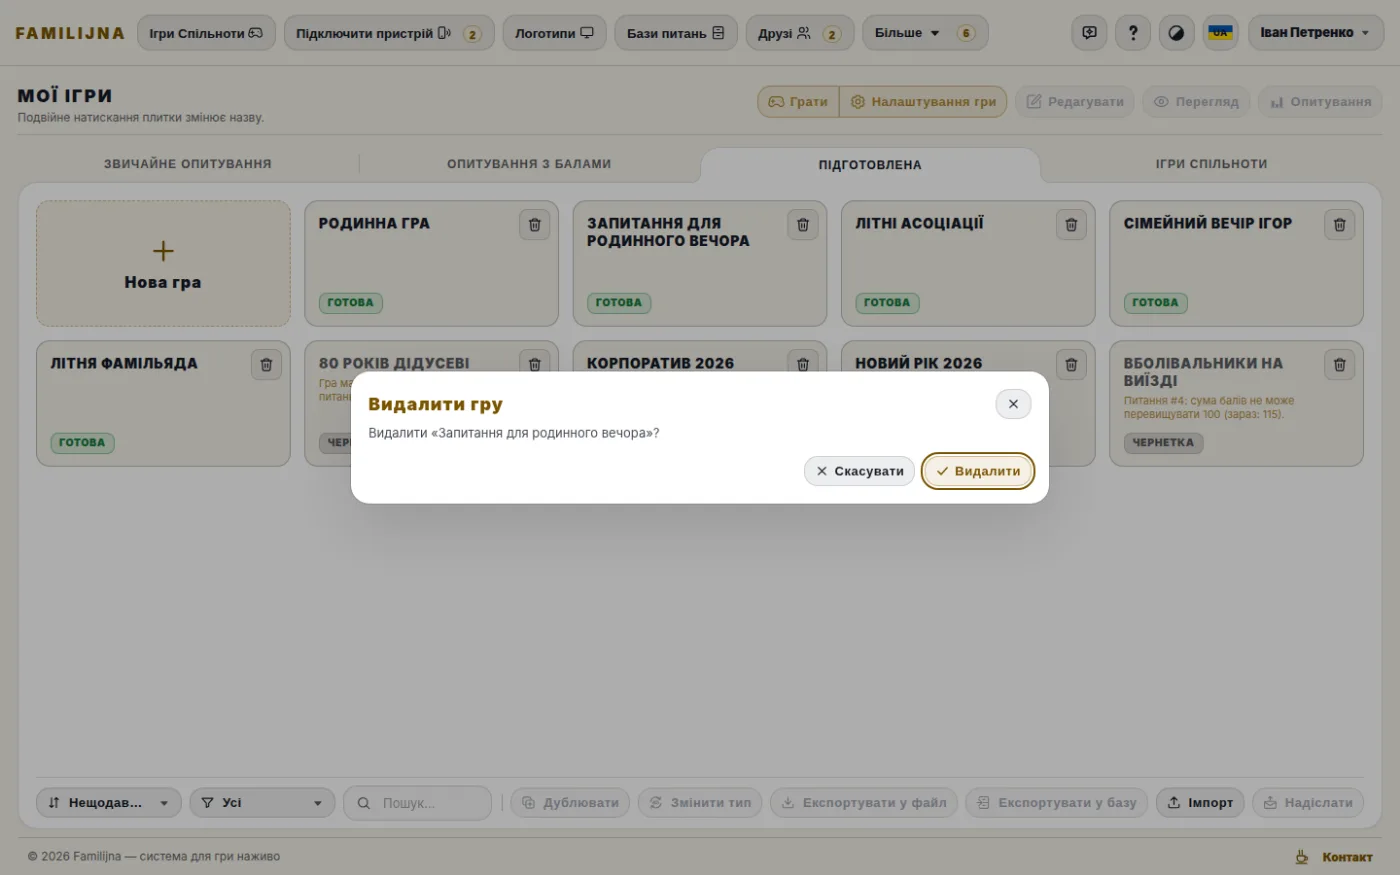 FAMILIJNA
Ігри Спільноти
Підключити пристрій 2
Логотипи
Бази питань
Друзі 2
Більше 6
?
UA
Іван Петренко
МОЇ ІГРИ
Подвійне натискання плитки змінює назву.
Грати
Налаштування гри
Редагувати
Перегляд
Опитування
ЗВИЧАЙНЕ ОПИТУВАННЯ
ОПИТУВАННЯ З БАЛАМИ
ПІДГОТОВЛЕНА
ІГРИ СПІЛЬНОТИ
Нова гра
РОДИННА ГРА
ГОТОВА
ЗАПИТАННЯ ДЛЯ
РОДИННОГО ВЕЧОРА
ГОТОВА
ЛІТНІ АСОЦІАЦІЇ
ГОТОВА
СІМЕЙНИЙ ВЕЧІР ІГОР
ГОТОВА
ЛІТНЯ ФАМІЛЬЯДА
ГОТОВА
80 РОКІВ ДІДУСЕВІ
Гра
КОРПОРАТИВ 2026
НОВИЙ РІК 2026
ВБОЛІВАЛЬНИКИ НА
ВИЇЗДІ
Питання #4: сума балів не може
перевищувати 100 (зараз: 115).
ЧЕРНЕТКА
Видалити гру
Видалити «Запитання для родинного вечора»?
Скасувати
Видалити
Нещодав...
Усі
Пошук...
Дублювати
Змінити тип
Експортувати у файл
Експортувати у базу
Імпорт
Надіслати
© 2026 Familijna — система для гри наживо
Контакт